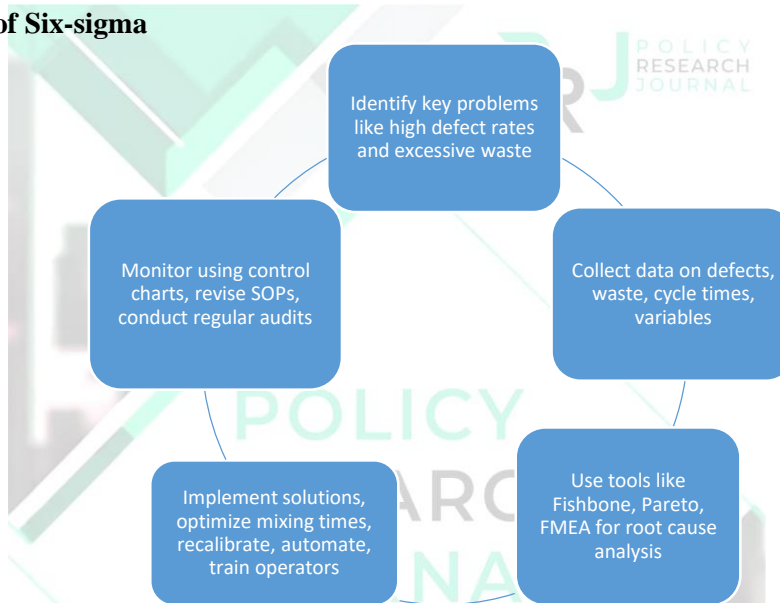 of Six-sigma
POLICY
RESEARCH
JOURNAL
Identify key problems
like high defect rates
and excessive waste
Collect data on defects,
waste, cycle times,
variables
Use tools like
Fishbone, Pareto,
FMEA for root cause
analysis
Implement solutions,
optimize mixing times,
recalibrate, automate,
train operators
Monitor using control
charts, revise SOPs,
conduct regular audits
POLICY